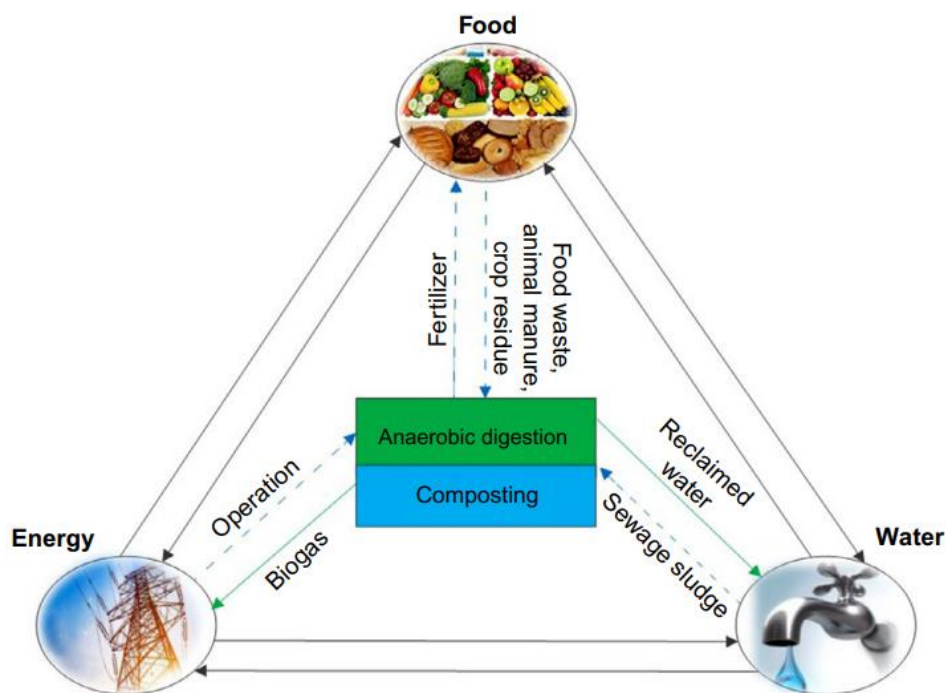 Food
Fertilizer
Food waste,
animal manure,
crop residue
Anaerobic digestion
Composting
Operation
Biogas
Reclaimed
water
Sewage sludge
Energy
Water